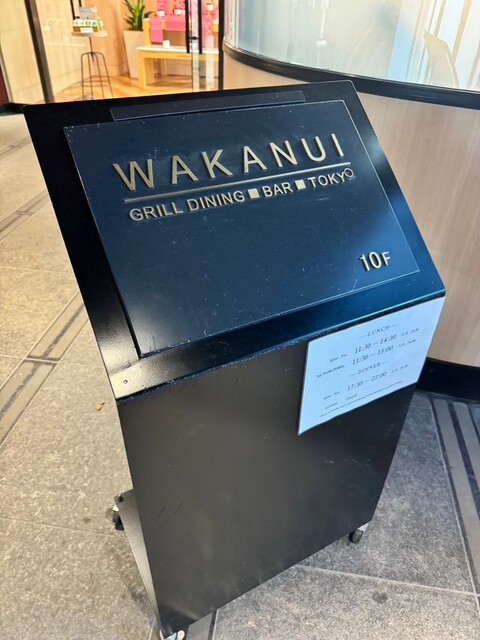 WAKANUI
GRILL DINING ■ BAR ■ TOKYO
10F
LUNCH
11:30 — 14:30
11:30 — 15:00
DINNER
17:30 — 22:00